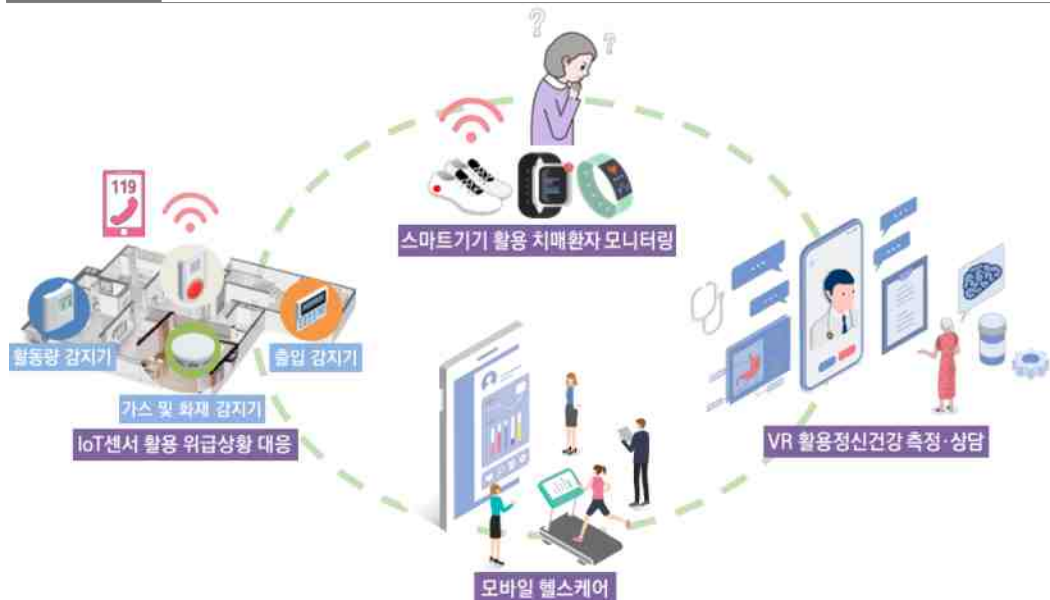 ?
?
119
스마트기기 활용 치매환자 모니터링
활동량 감지기
출입 감지기
가스 및 화재 감지기
IoT센서 활용 위급상황 대응
VR 활용정신건강 측정·상담
모바일 헬스케어